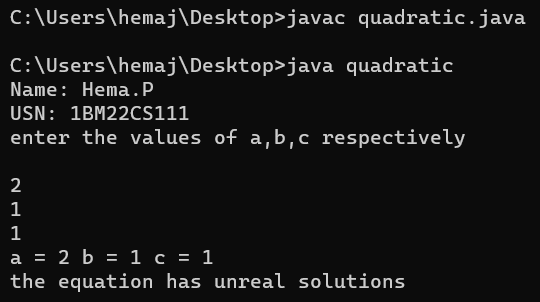 C:\Users\hemaj\Desktop>javac quadratic.java
C:\Users\hemaj\Desktop>java quadratic
Name: Hema.P
USN: 1BM22CS111
enter the values of a,b,c respectively
2
1
1
a = 2 b = 1 c = 1
the equation has unreal solutions